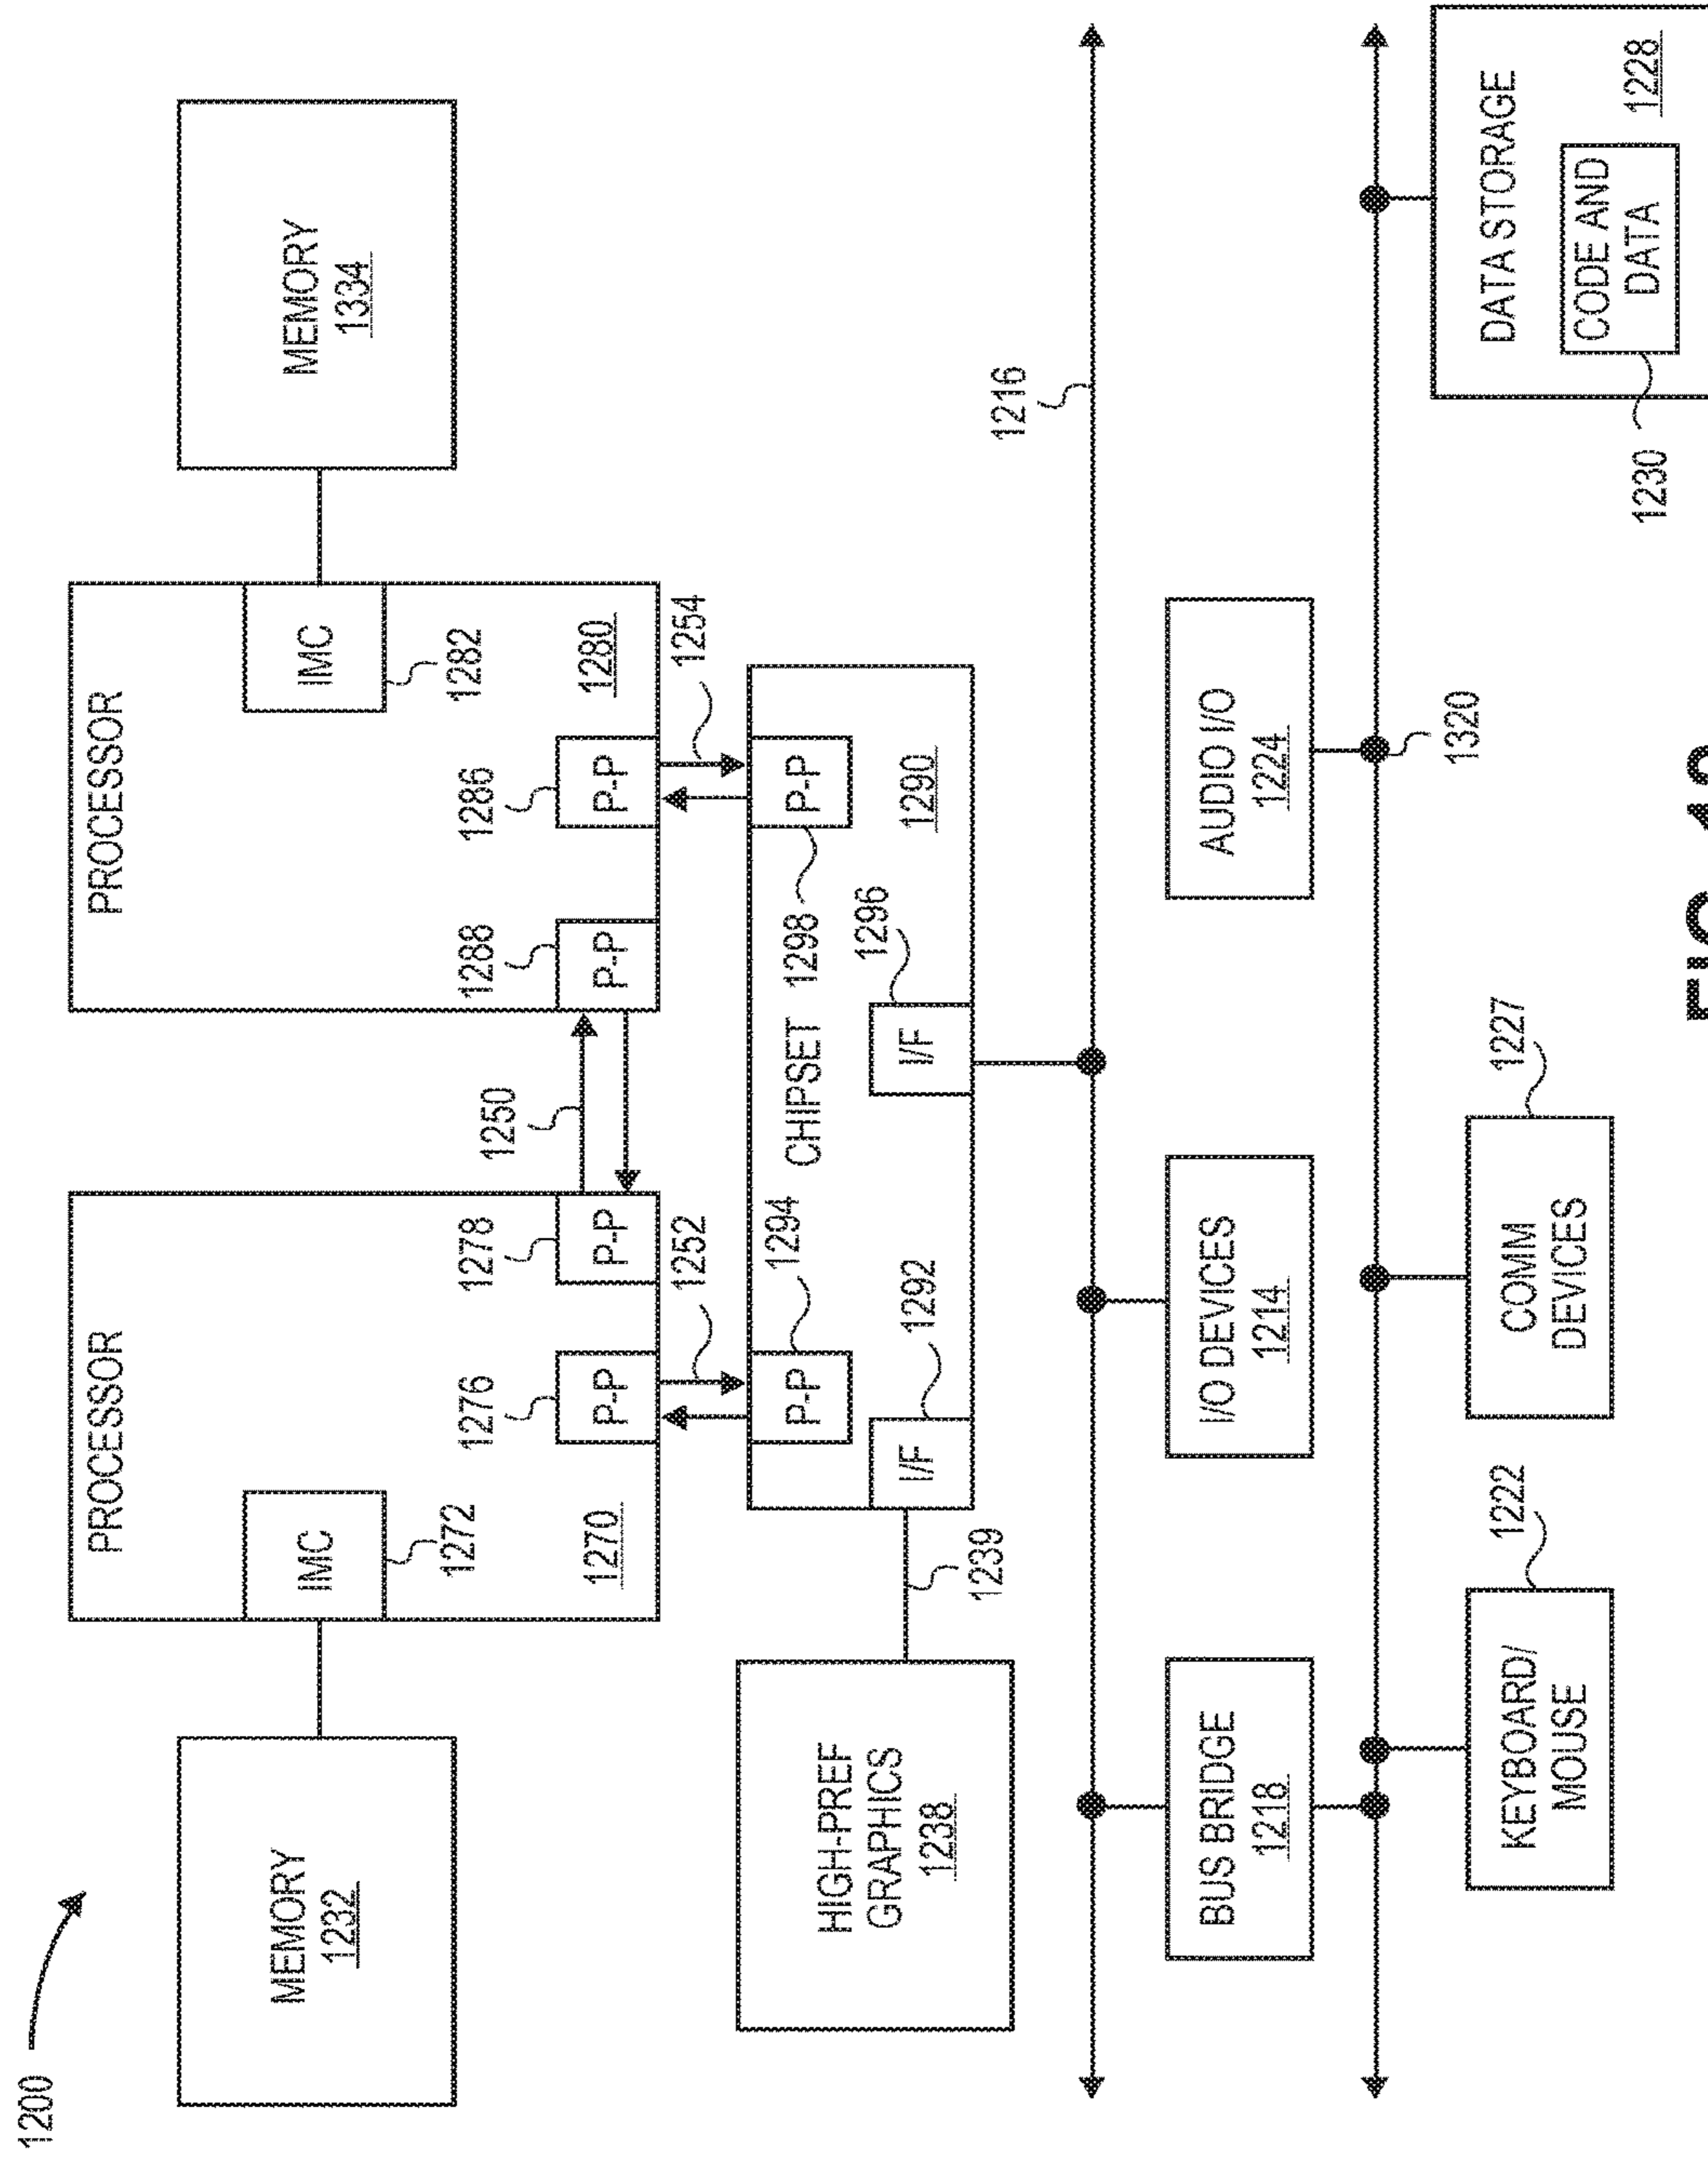 1200
PROCESSOR
PROCESSOR
MEMORY
1232
IMC
1272
IMC
1282
MEMORY
1334
1270
1276
1278
1250
1288
1286
1280
P-P
P-P
P-P
P-P
1252
1254
HIGH-PREF
GRAPHICS
1238
1239
P-P
1294
CHIPSET
1298
P-P
I/F
1292
I/F
1296
1290
1216
BUS BRIDGE
1218
I/O DEVICES
1214
AUDIO I/O
1224
1320
KEYBOARD/
MOUSE
1222
COMM
DEVICES
1227
DATA STORAGE
CODE AND
DATA
1228
1230